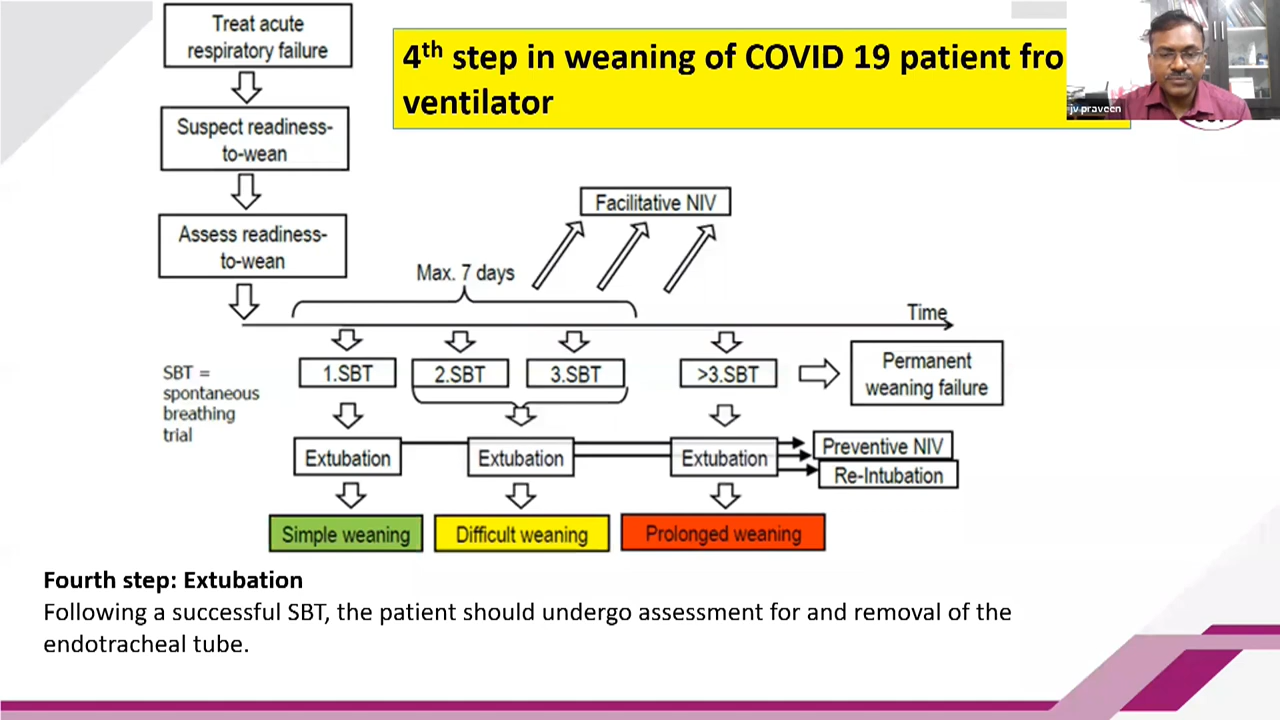 Treat acute
respiratory failure
4th step in weaning of COVID 19 patient fro
ventilator
jv praveen
Suspect readiness-
to-wean
Facilitative NIV
Assess readiness-
to-wean
Max. 7 days
Time
SBT =
spontaneous
breathing
trial
1.SBT
2.SBT
3.SBT
>3.SBT
Permanent
weaning failure
Extubation
Extubation
Extubation
Preventive NIV
Re-Intubation
Simple weaning
Difficult weaning
Prolonged weaning
Fourth step: Extubation
Following a successful SBT, the patient should undergo assessment for and removal of the
endotracheal tube.